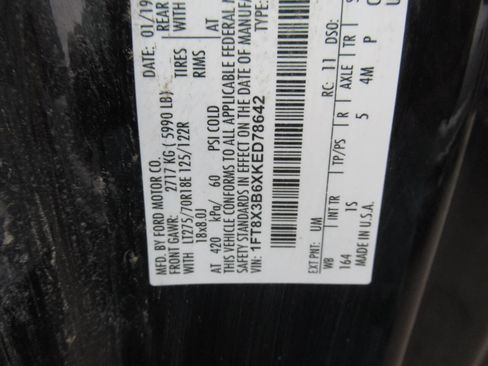 MFD. BY FORD MOTOR CO.
DATE: 01/19
FRONT GAWR: 2717 KG ( 5990 LB)
REAR
WITH
LT275/70R18E 125/122R
TIRES
WITH
18x8.0J
RIMS
AT 420 kPa/ 60 PSI COLD
THIS VEHICLE CONFORMS TO ALL APPLICABLE FEDERAL M
SAFETY STANDARDS IN EFFECT ON THE DATE OF MANUFA
1FT8X3B6XKED78642
TYPE:
EXT PNT: UM RC: 11 DSO:
WB INT TR TP/PS R AXLE TR S
164 1S 5 4M P
MADE IN U.S.A.